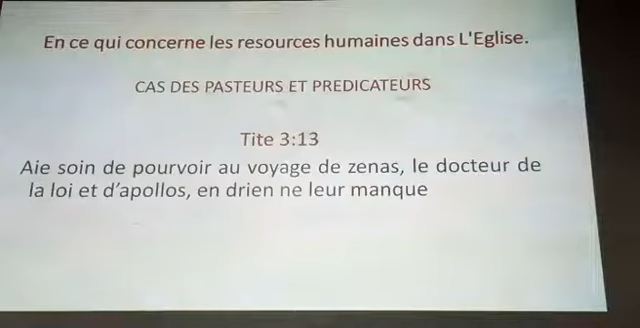 En ce qui concerne les resources humaines dans L'Eglise.
CAS DES PASTEURS ET PREDICATEURS
Tite 3:13
Aie soin de pourvoir au voyage de zenas, le docteur de
la loi et d'apollos, en drien ne leur manque